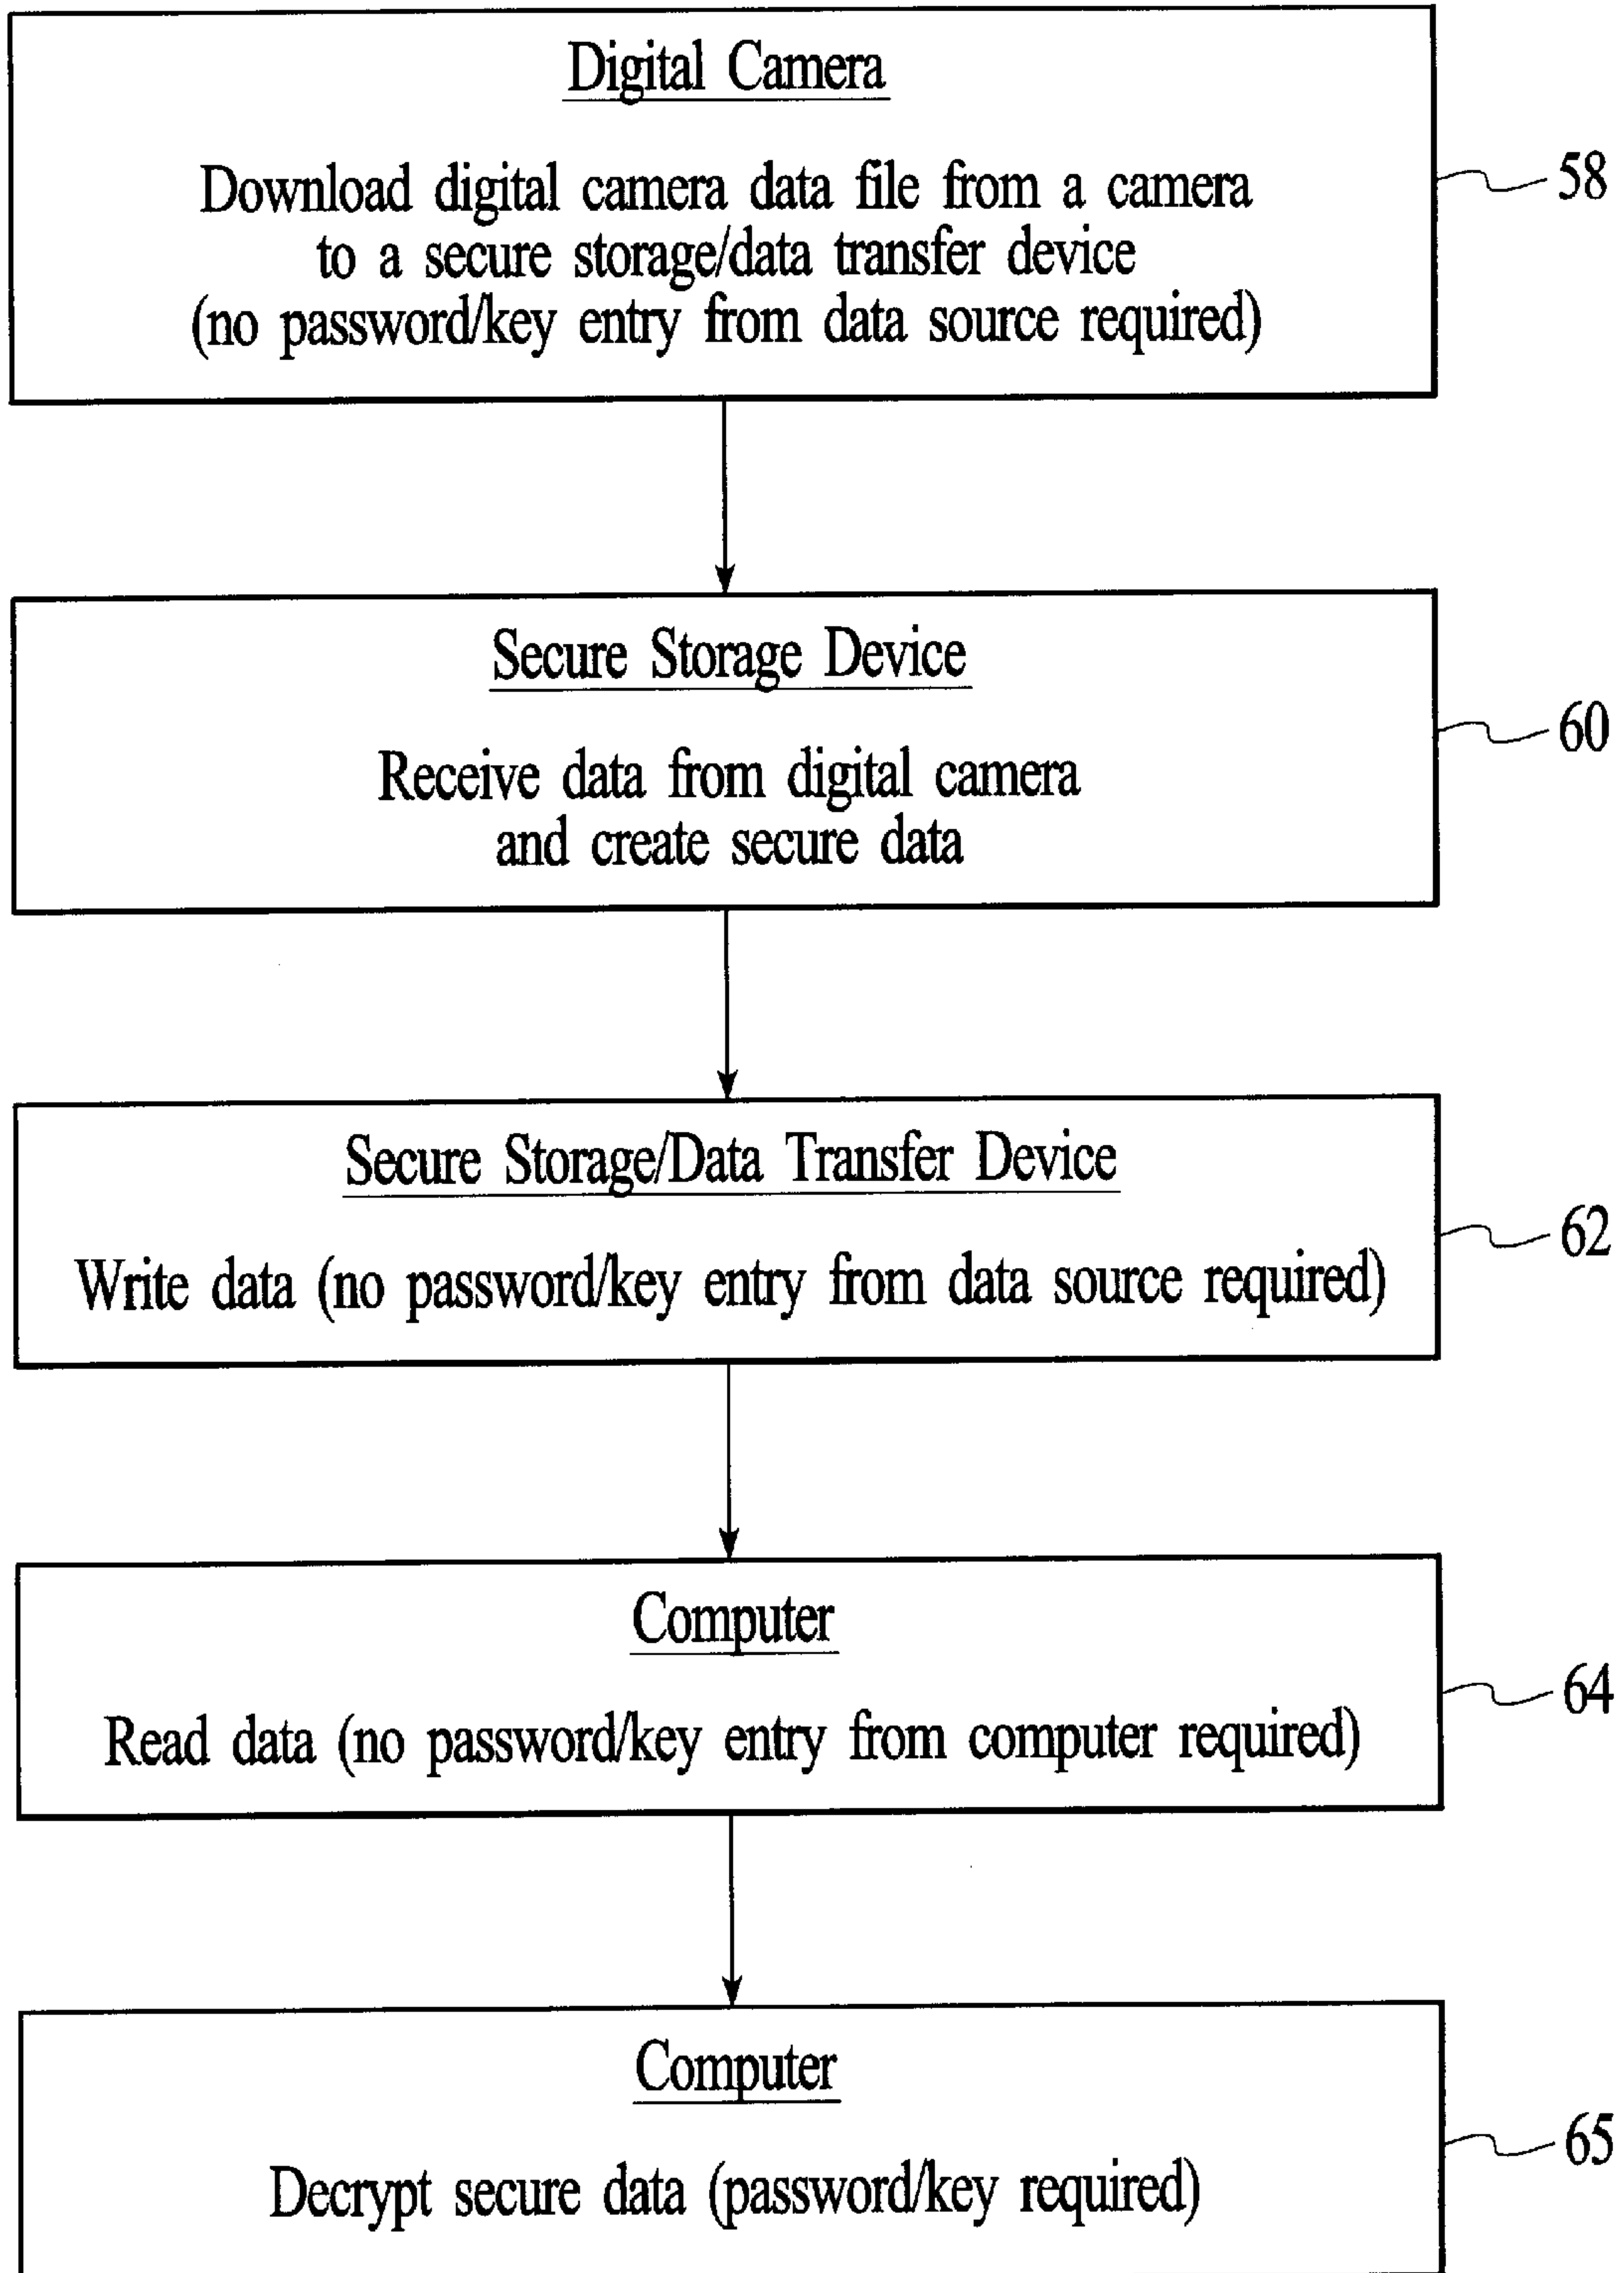 Digital Camera
Download digital camera data file from a camera
to a secure storage/data transfer device
(no password/key entry from data source required)
58
Secure Storage Device
Receive data from digital camera
and create secure data
60
Secure Storage/Data Transfer Device
Write data (no password/key entry from data source required)
62
Computer
Read data (no password/key entry from computer required)
64
Computer
Decrypt secure data (password/key required)
65